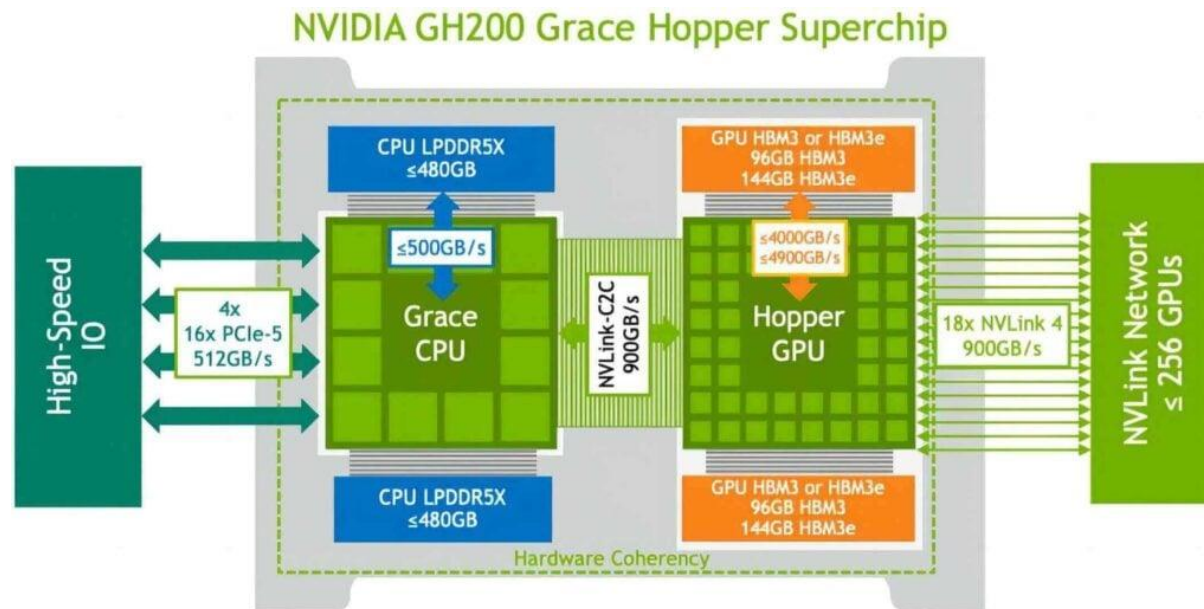 NVIDIA GH200 Grace Hopper Superchip
CPU LPDDR5X
≤480GB
GPU HBM3 or HBM3e
96GB HBM3
144GB HBM3e
≤500GB/s
≤4000GB/s
≤4900GB/s
High-Speed
IO
4x
16x PCIe-5
512GB/s
Grace
CPU
NVLink-C2C
900GB/s
Hopper
GPU
18x NVLink 4
900GB/s
NVLink Network
≤ 256 GPUs
CPU LPDDR5X
≤480GB
GPU HBM3 or HBM3e
96GB HBM3
144GB HBM3e
Hardware Coherency